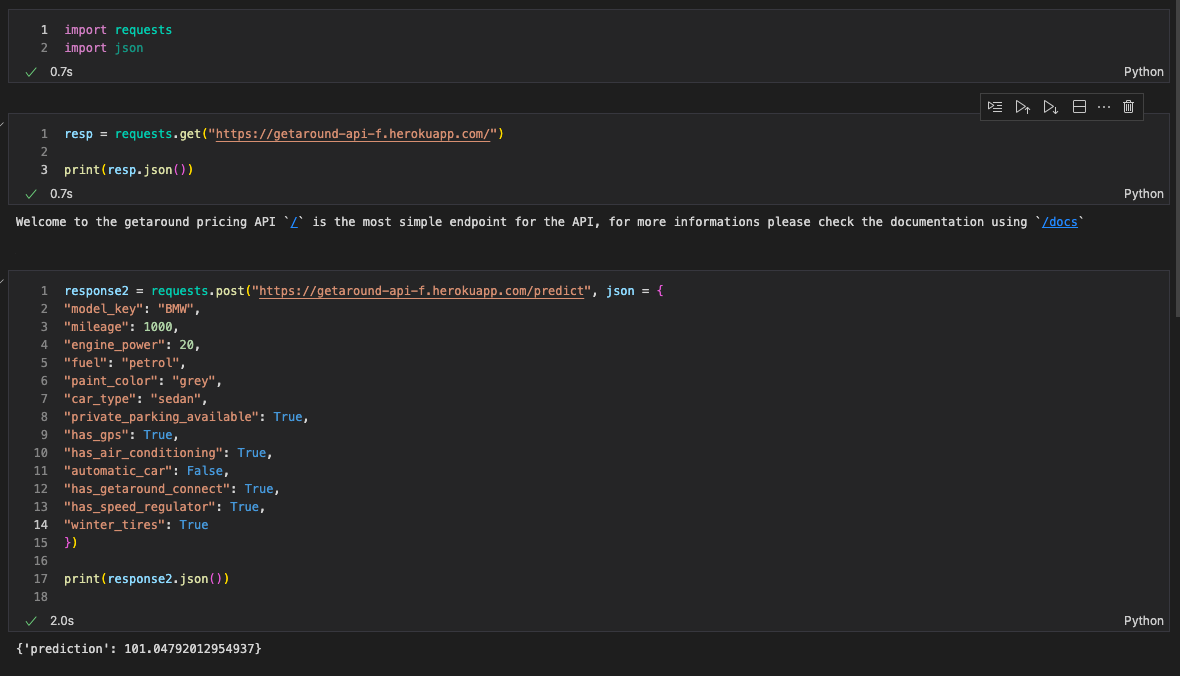 1 import requests
2 import json
0.7s
Python
1 resp = requests.get("https://getaround-api-f.herokuapp.com/")
2
3 print(resp.json())
0.7s
Python
Welcome to the getaround pricing API `/` is the most simple endpoint for the API, for more informations please check the documentation using `/docs`
1 response2 = requests.post("https://getaround-api-f.herokuapp.com/predict", json = {
2 "model_key": "BMW",
3 "mileage": 1000,
4 "engine_power": 20,
5 "fuel": "petrol",
6 "paint_color": "grey",
7 "car_type": "sedan",
8 "private_parking_available": True,
9 "has_gps": True,
10 "has_air_conditioning": True,
11 "automatic_car": False,
12 "has_getaround_connect": True,
13 "has_speed_regulator": True,
14 "winter_tires": True
15 })
16
17 print(response2.json())
18
2.0s
Python
{'prediction': 101.04792012954937}